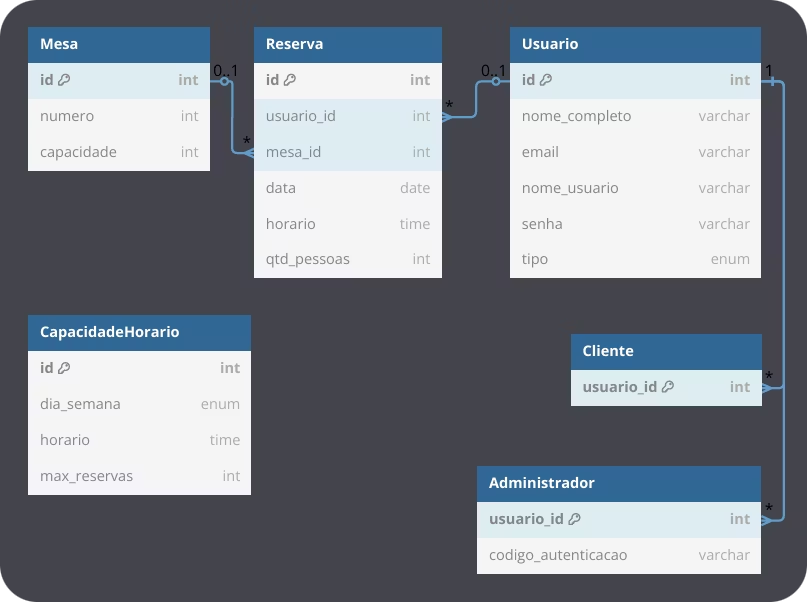 Mesa
id int
numero int
capacidade int
0..1
*
Reserva
id int
usuario_id int
mesa_id int
data date
horario time
qtd_pessoas int
*
0..1
Usuario
id int
nome_completo varchar
email varchar
nome_usuario varchar
senha varchar
tipo enum
1
CapacidadeHorario
id int
dia_semana enum
horario time
max_reservas int
Cliente
usuario_id int
*
Administrador
usuario_id int
codigo_autenticacao varchar
*